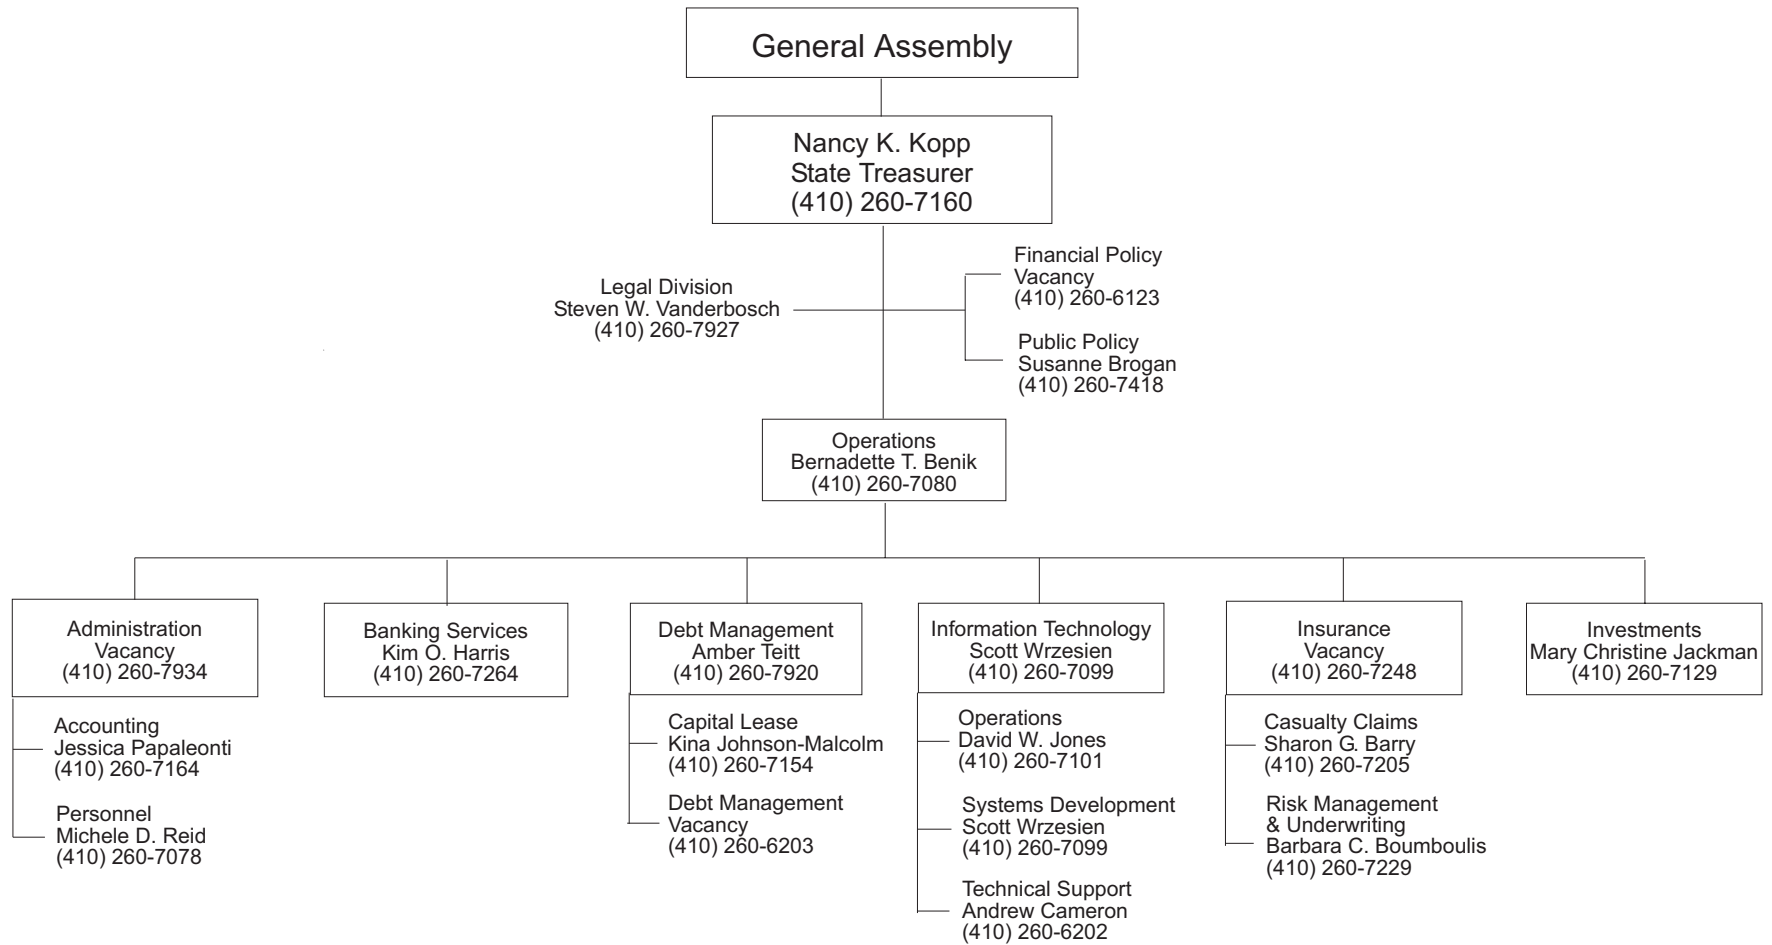 General Assembly
Nancy K. Kopp
State Treasurer
(410) 260-7160
Legal Division
Steven W. Vanderbosch
(410) 260-7927
Financial Policy
Vacancy
(410) 260-6123
Public Policy
Susanne Brogan
(410) 260-7418
Operations
Bernadette T. Benik
(410) 260-7080
Administration
Vacancy
(410) 260-7934
Accounting
Jessica Papaleonti
(410) 260-7164
Personnel
Michele D. Reid
(410) 260-7078
Banking Services
Kim O. Harris
(410) 260-7264
Debt Management
Amber Teitt
(410) 260-7920
Capital Lease
Kina Johnson-Malcolm
(410) 260-7154
Debt Management
Vacancy
(410) 260-6203
Information Technology
Scott Wrzesien
(410) 260-7099
Operations
David W. Jones
(410) 260-7101
Systems Development
Scott Wrzesien
(410) 260-7099
Technical Support
Andrew Cameron
(410) 260-6202
Insurance
Vacancy
(410) 260-7248
Casualty Claims
Sharon G. Barry
(410) 260-7205
Risk Management
& Underwriting
Barbara C. Boumboulis
(410) 260-7229
Investments
Mary Christine Jackman
(410) 260-7129